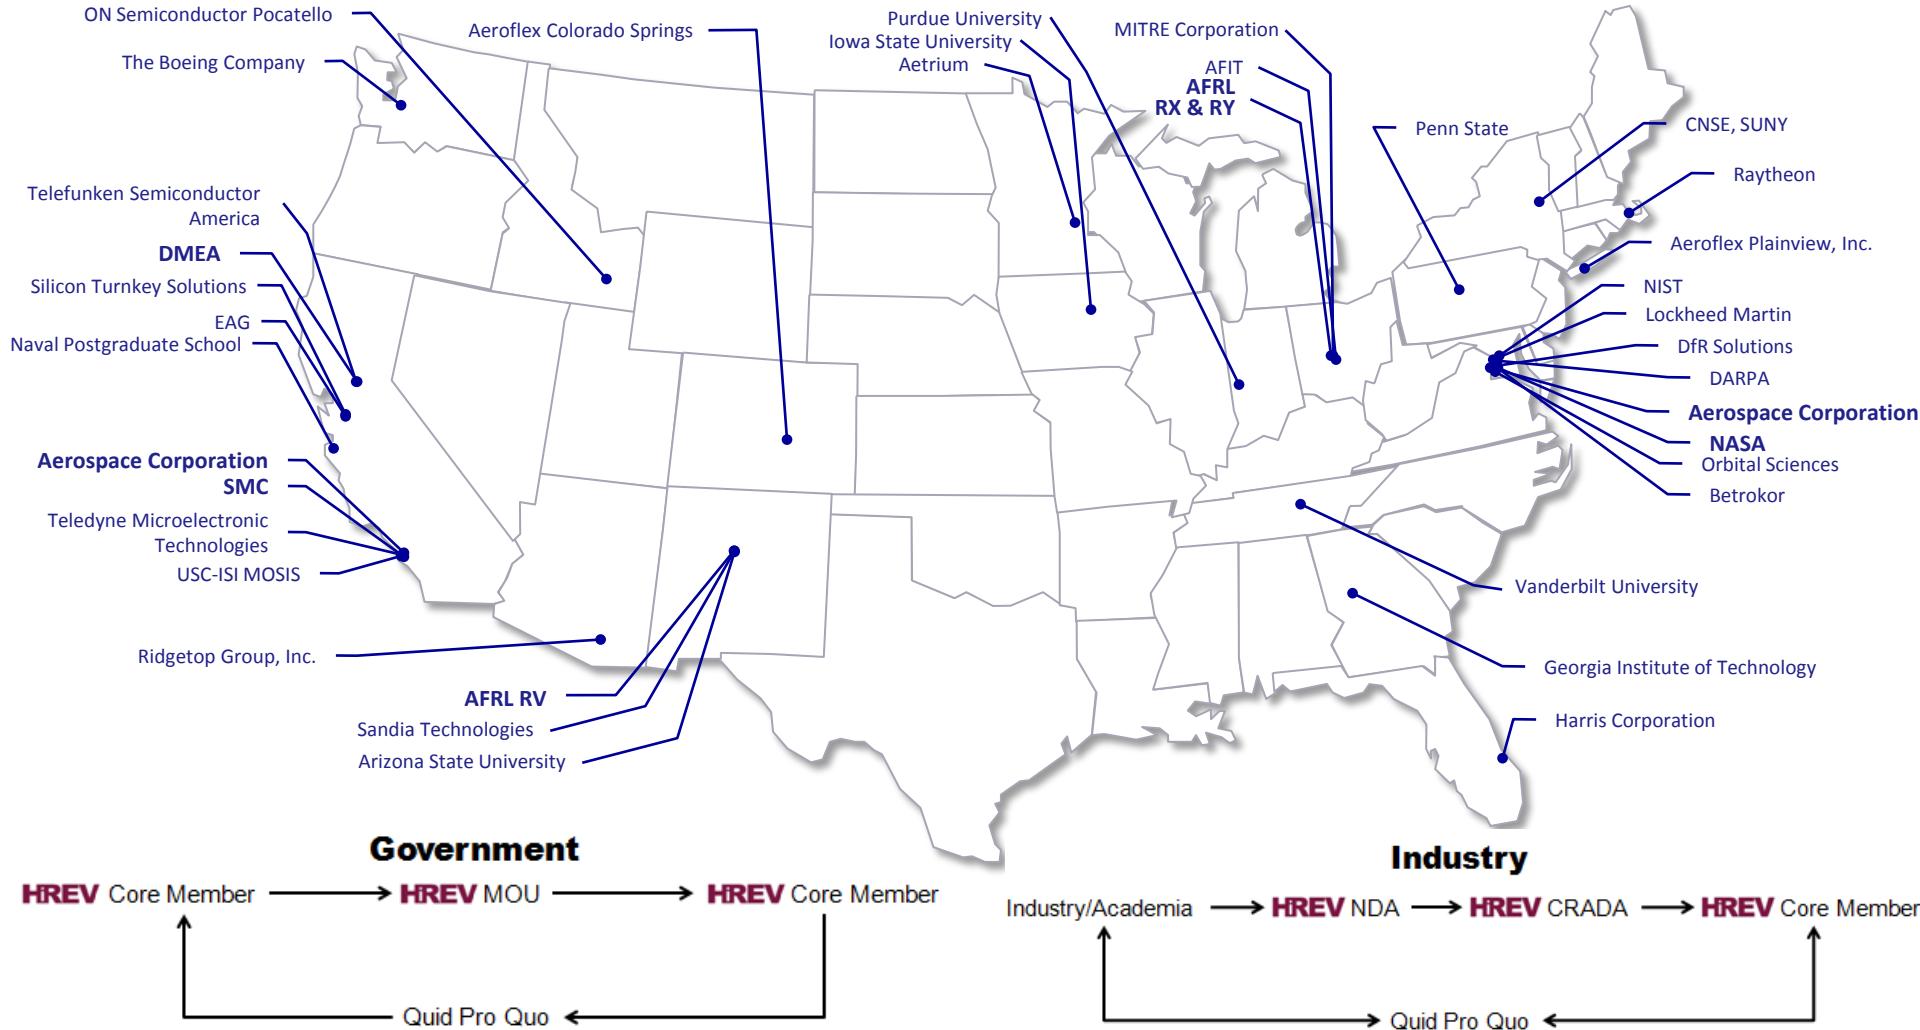 ON Semiconductor Pocatello
The Boeing Company
Aeroflex Colorado Springs
Purdue University
Iowa State University
Aetrium
MITRE Corporation
AFIT
AFRL
RX & RY
Penn State
CNSE, SUNY
Raytheon
Aeroflex Plainview, Inc.
NIST
Lockheed Martin
DfR Solutions
DARPA
Aerospace Corporation
NASA
Orbital Sciences
Betrokor
Telefunken Semiconductor
America
DMEA
Silicon Turnkey Solutions
EAG
Naval Postgraduate School
Aerospace Corporation
SMC
Teledyne Microelectronic
Technologies
USC-ISI MOSIS
Ridgetop Group, Inc.
AFRL RV
Sandia Technologies
Arizona State University
Vanderbilt University
Georgia Institute of Technology
Harris Corporation
Government
HREV Core Member
HREV MOU
HREV Core Member
Quid Pro Quo
Industry
Industry/Academia
HREV NDA
HREV CRADA
HREV Core Member
Quid Pro Quo